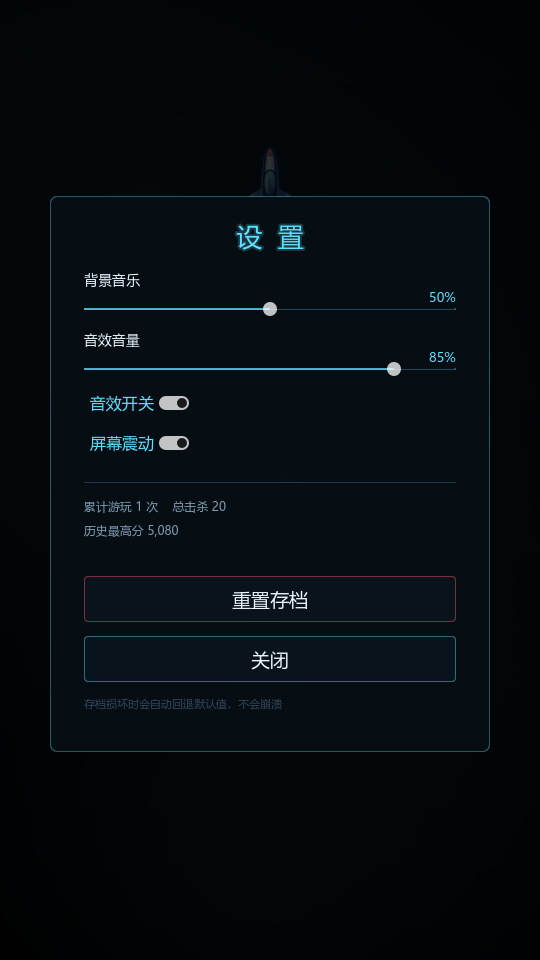 设 置
背景音乐
50%
音效音量
85%
音效开关
屏幕震动
累计游玩 1 次 总击杀 20
历史最高分 5,080
重置存档
关闭
存档损坏时会自动回退默认值，不会崩溃